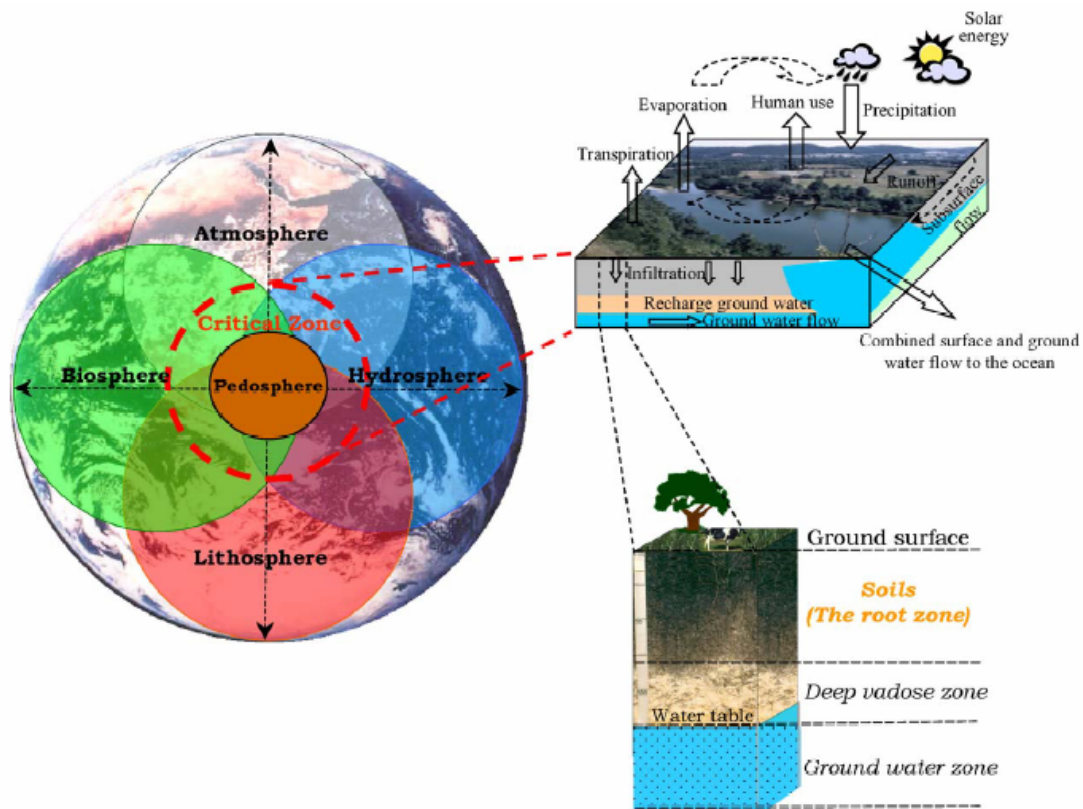 Solar
energy
Evaporation
Human use
Precipitation
Transpiration
Runoff
Subsurface
flow
Infiltration
Recharge ground water
Ground water flow
Combined surface and ground
water flow to the ocean
Atmosphere
Critical Zone
Biosphere
Hydrosphere
Pedosphere
Lithosphere
Ground surface
Soils
(The root zone)
Deep vadose zone
Water table
Ground water zone